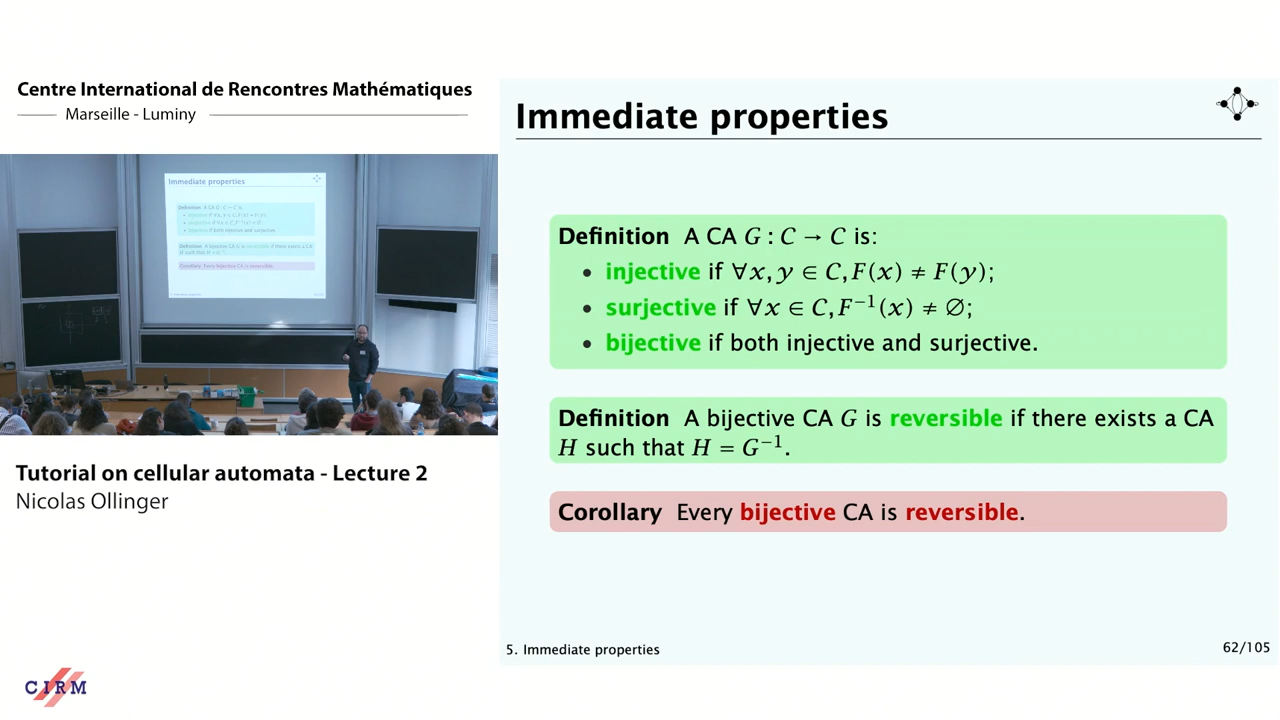 Centre International de Rencontres Mathématiques
Marseille - Luminy
Immediate properties
Definition A CA G : C → C is:
• injective if ∀x, y ∈ C, F(x) ≠ F(y);
• surjective if ∀x ∈ C, F⁻¹(x) ≠ ∅;
• bijective if both injective and surjective.
Definition A bijective CA G is reversible if there exists a CA
H such that H = G⁻¹.
Corollary Every bijective CA is reversible.
5. Immediate properties
62/105
Immediate properties
Tutorial on cellular automata - Lecture 2
Nicolas Ollinger
CIRM